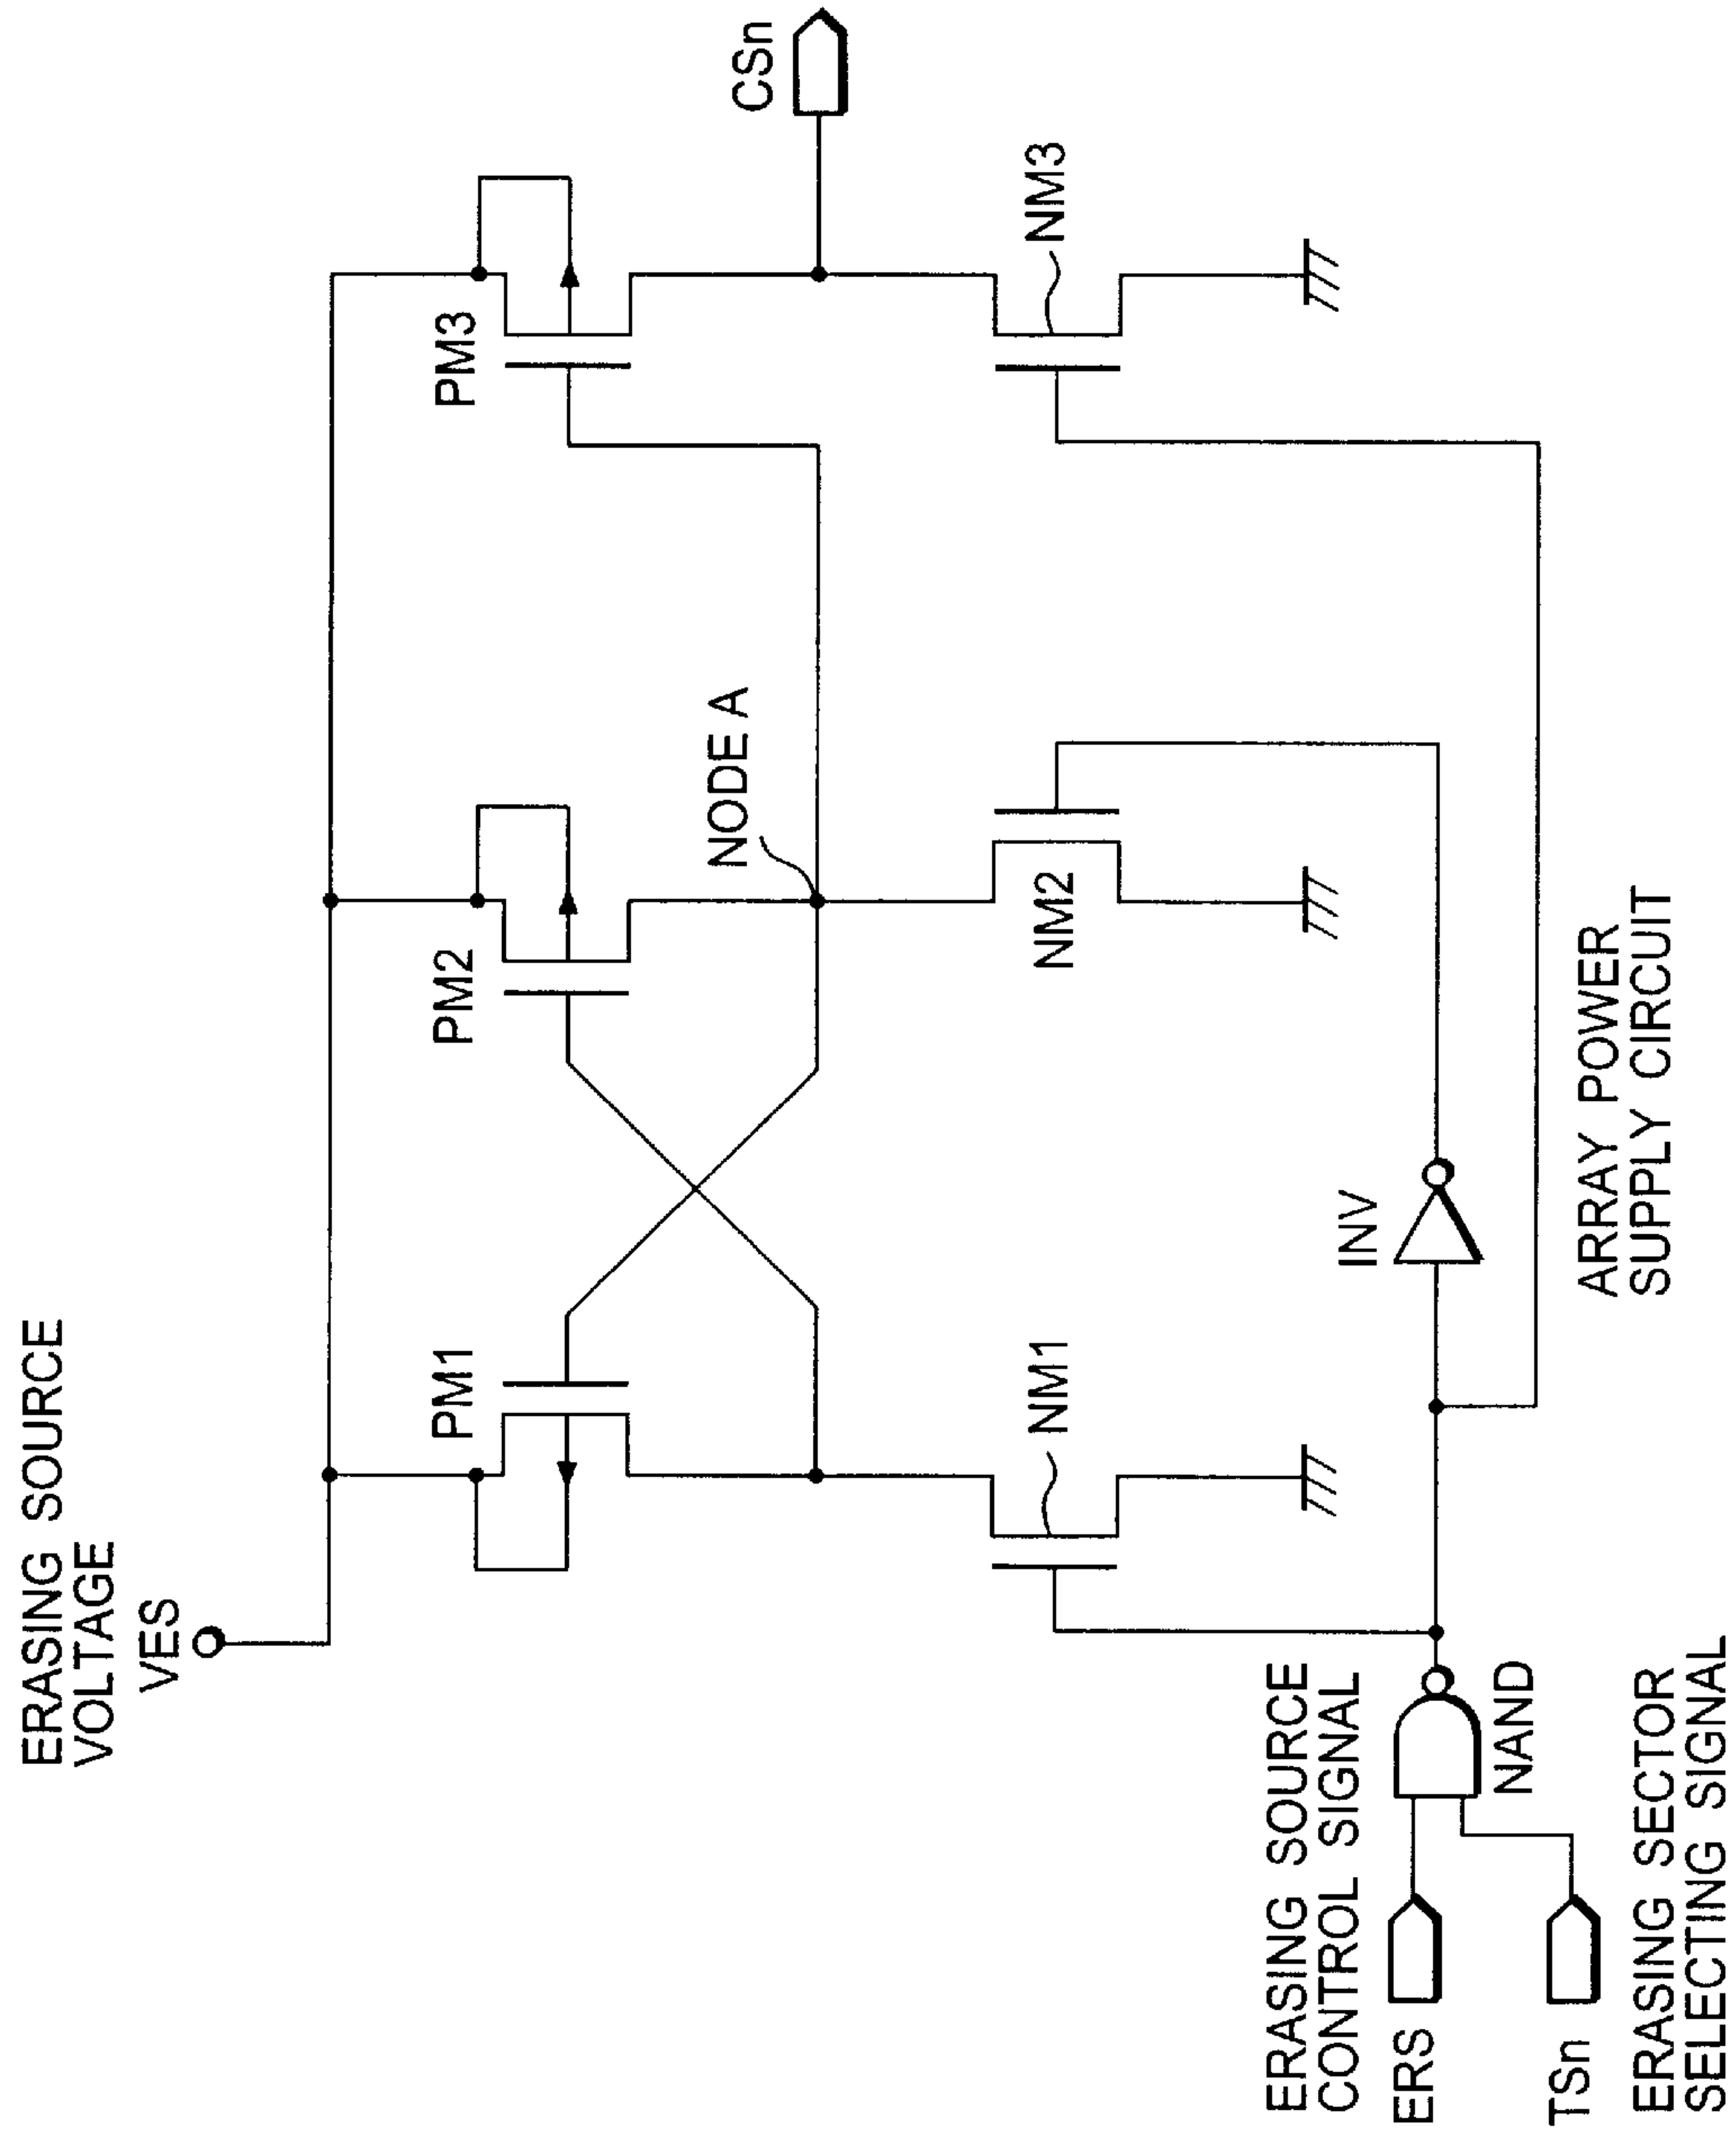 ERASING SOURCE
VOLTAGE
VES
PM1
PM2
PM3
NODE A
CSn
NM1
NM2
NM3
INV
ERASING SOURCE
CONTROL SIGNAL
ERS
NAND
TSn
ERASING SECTOR
SELECTING SIGNAL
ARRAY POWER
SUPPLY CIRCUIT